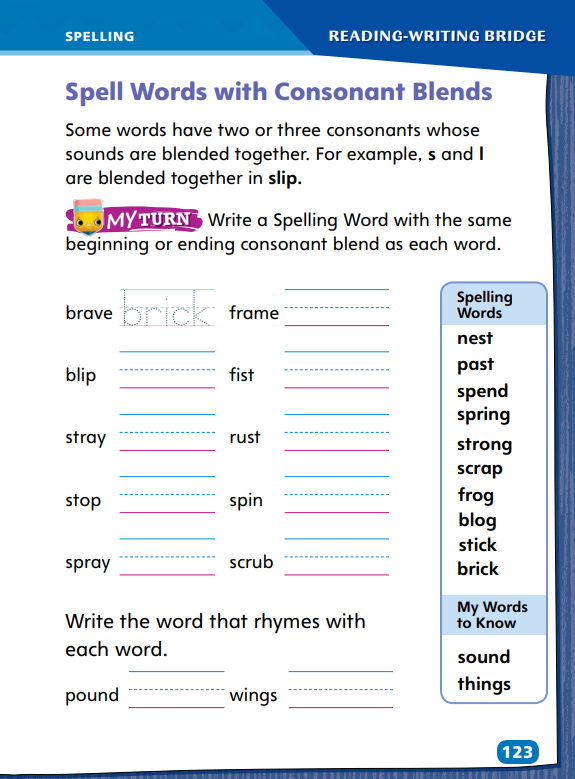 SPELLING
READING-WRITING BRIDGE
Spell Words with Consonant Blends
Some words have two or three consonants whose
sounds are blended together. For example, s and l
are blended together in slip.
MY TURN Write a Spelling Word with the same
beginning or ending consonant blend as each word.
brave brick frame
blip fist
stray rust
stop spin
spray scrub
Spelling
Words
nest
past
spend
spring
strong
scrap
frog
blog
stick
brick
My Words
to Know
sound
things
Write the word that rhymes with
each word.
pound wings
123